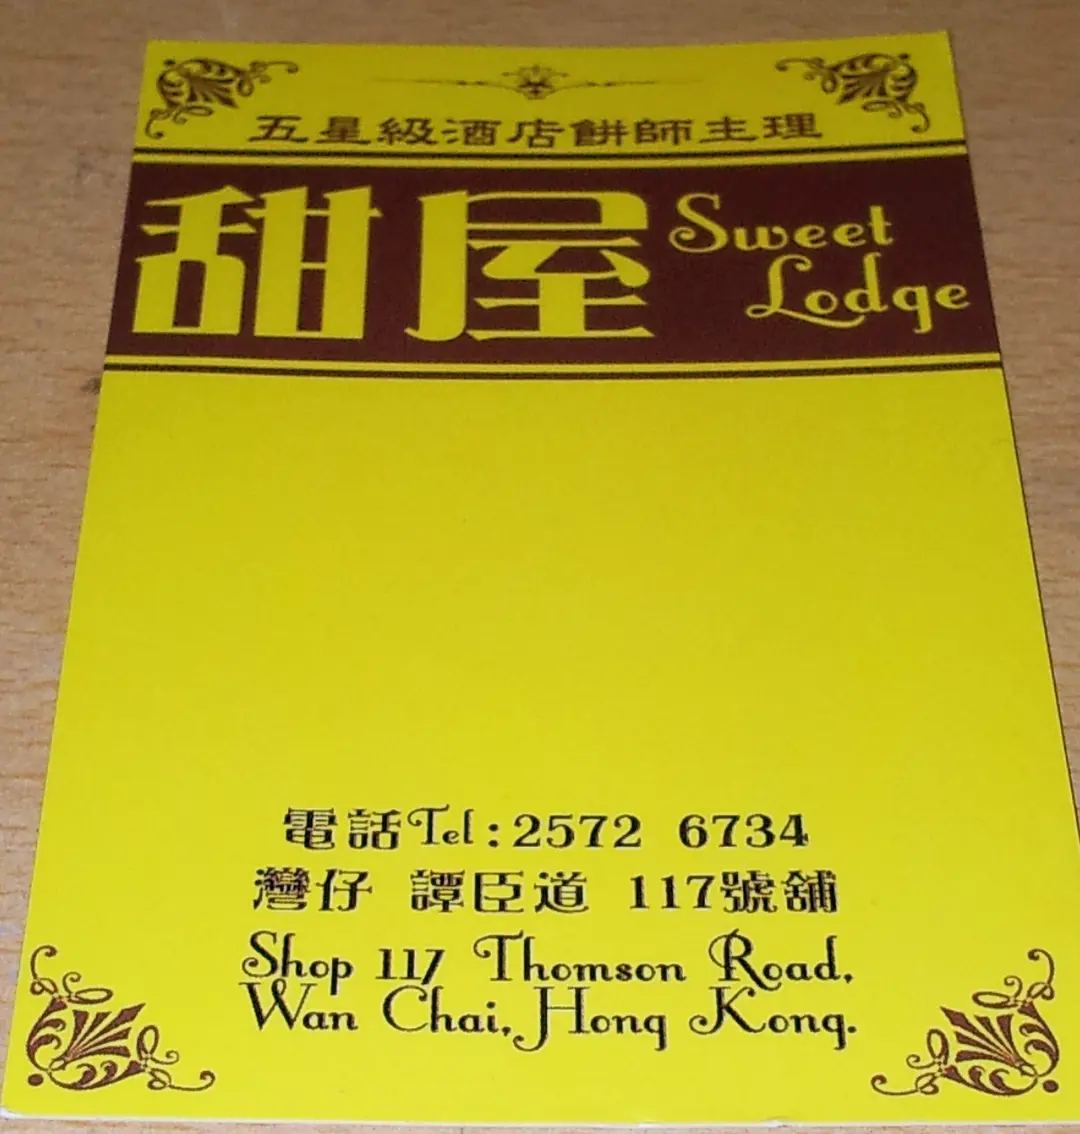 五星級酒店餅師主理
甜屋 Sweet Lodge
電話Tel:2572 6734
灣仔 譚臣道 117號舖
Shop 117 Thomson Road,
Wan Chai, Hong Kong.